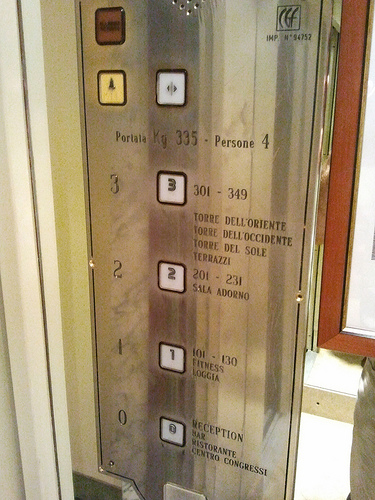 CGF
IMP N°94752
Portata Kg 335 - Persone 4
3 3 301 - 349
TORRE DELL'ORIENTE
TORRE DELL'OCCIDENTE
TORRE DEL SOLE
TERRAZZI
2 2 201 - 231
SALA ADORNO
1 1 101 - 130
FITNESS
LOGGIA
0 0 RECEPTION
BAR
RISTORANTE
CENTRO CONGRESSI